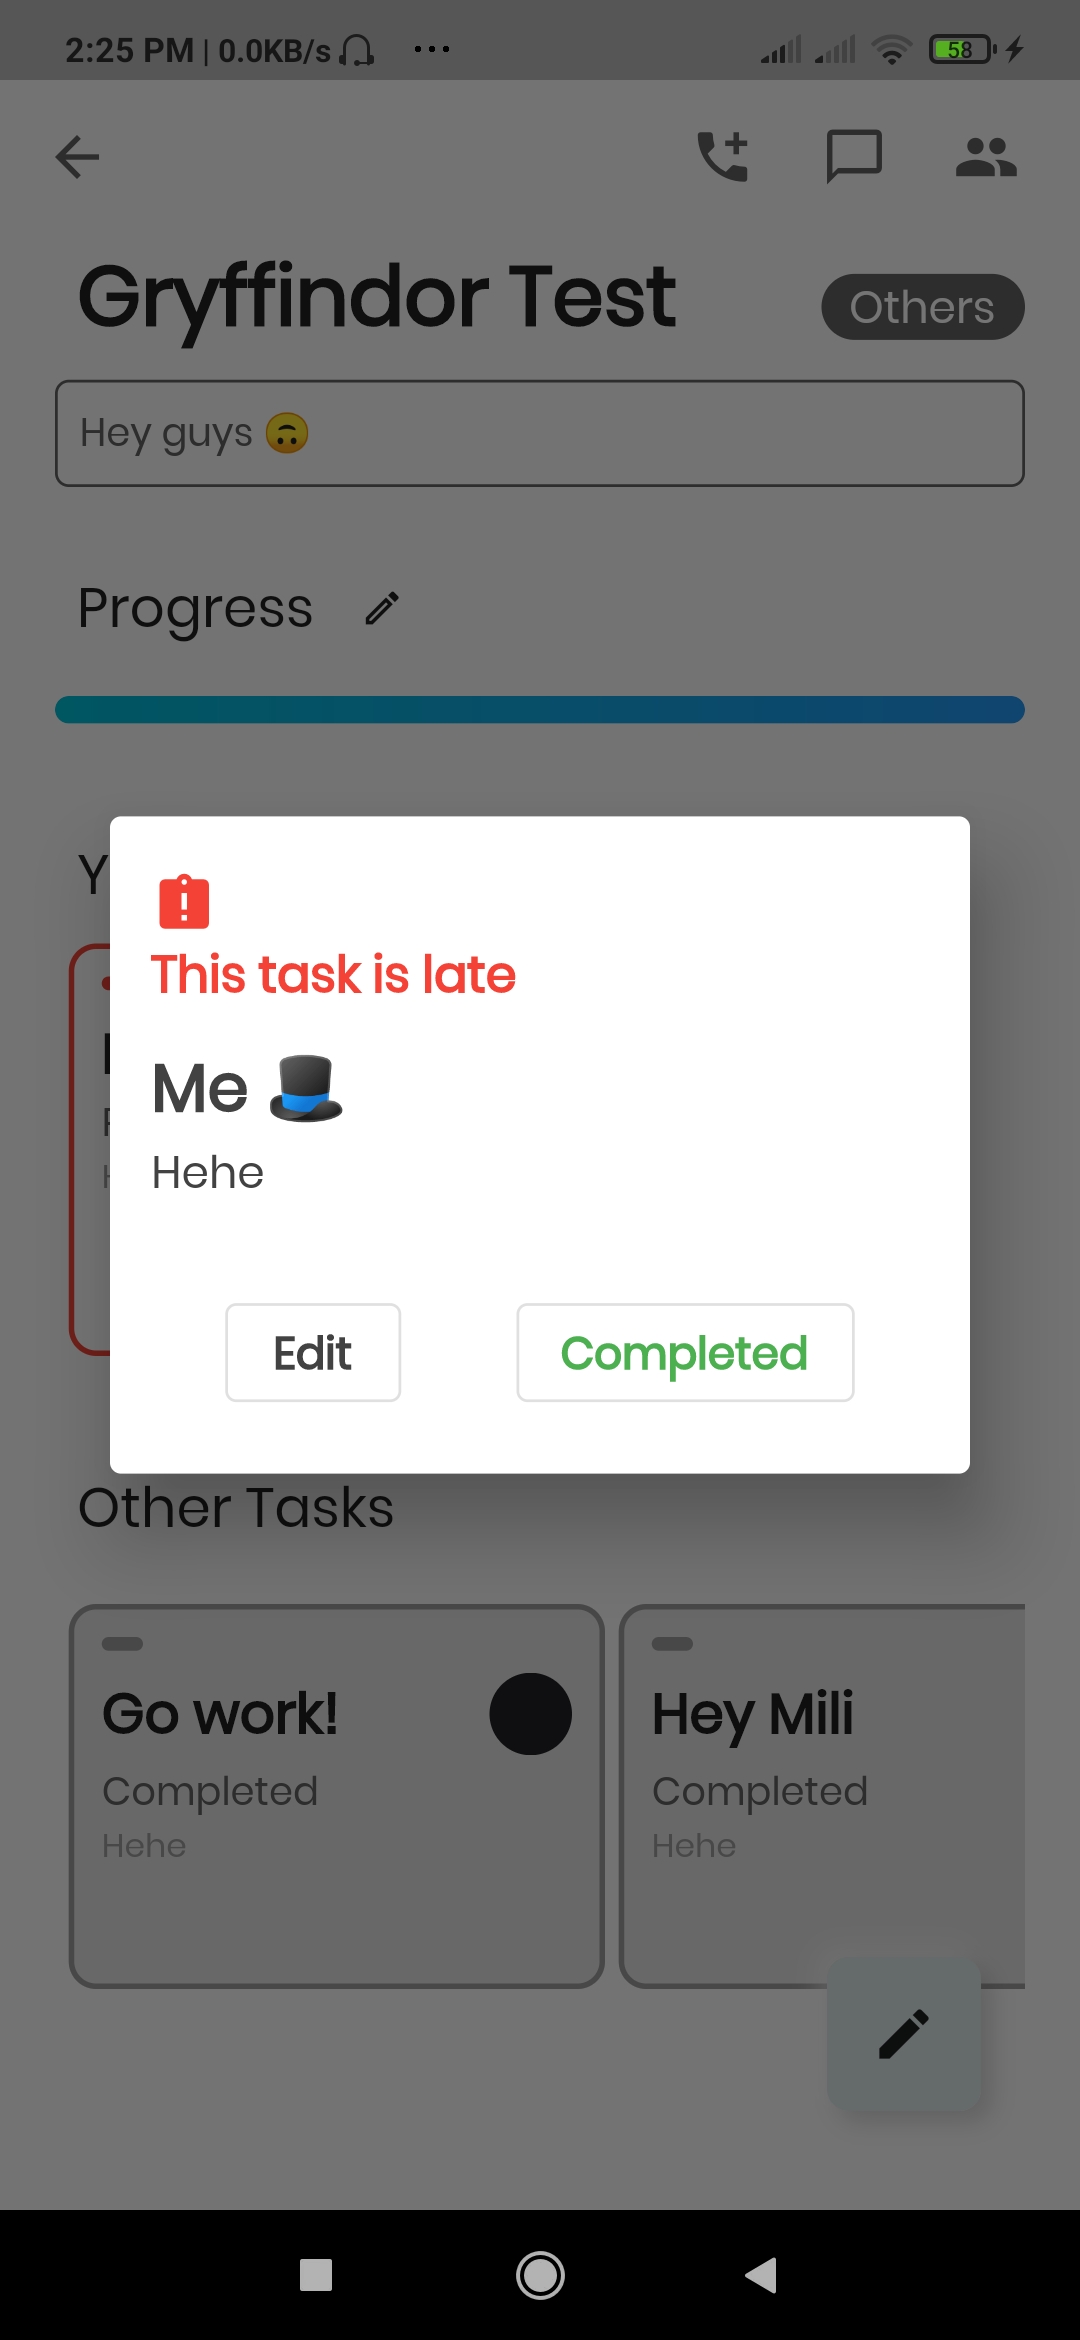 2:25 PM | 0.0KB/s
58
Gryffindor Test
Others
Hey guys 🙃
Progress
Y
This task is late
Me 🎩
Hehe
Edit
Completed
Other Tasks
Go work!
Completed
Hehe
Hey Mili
Completed
Hehe